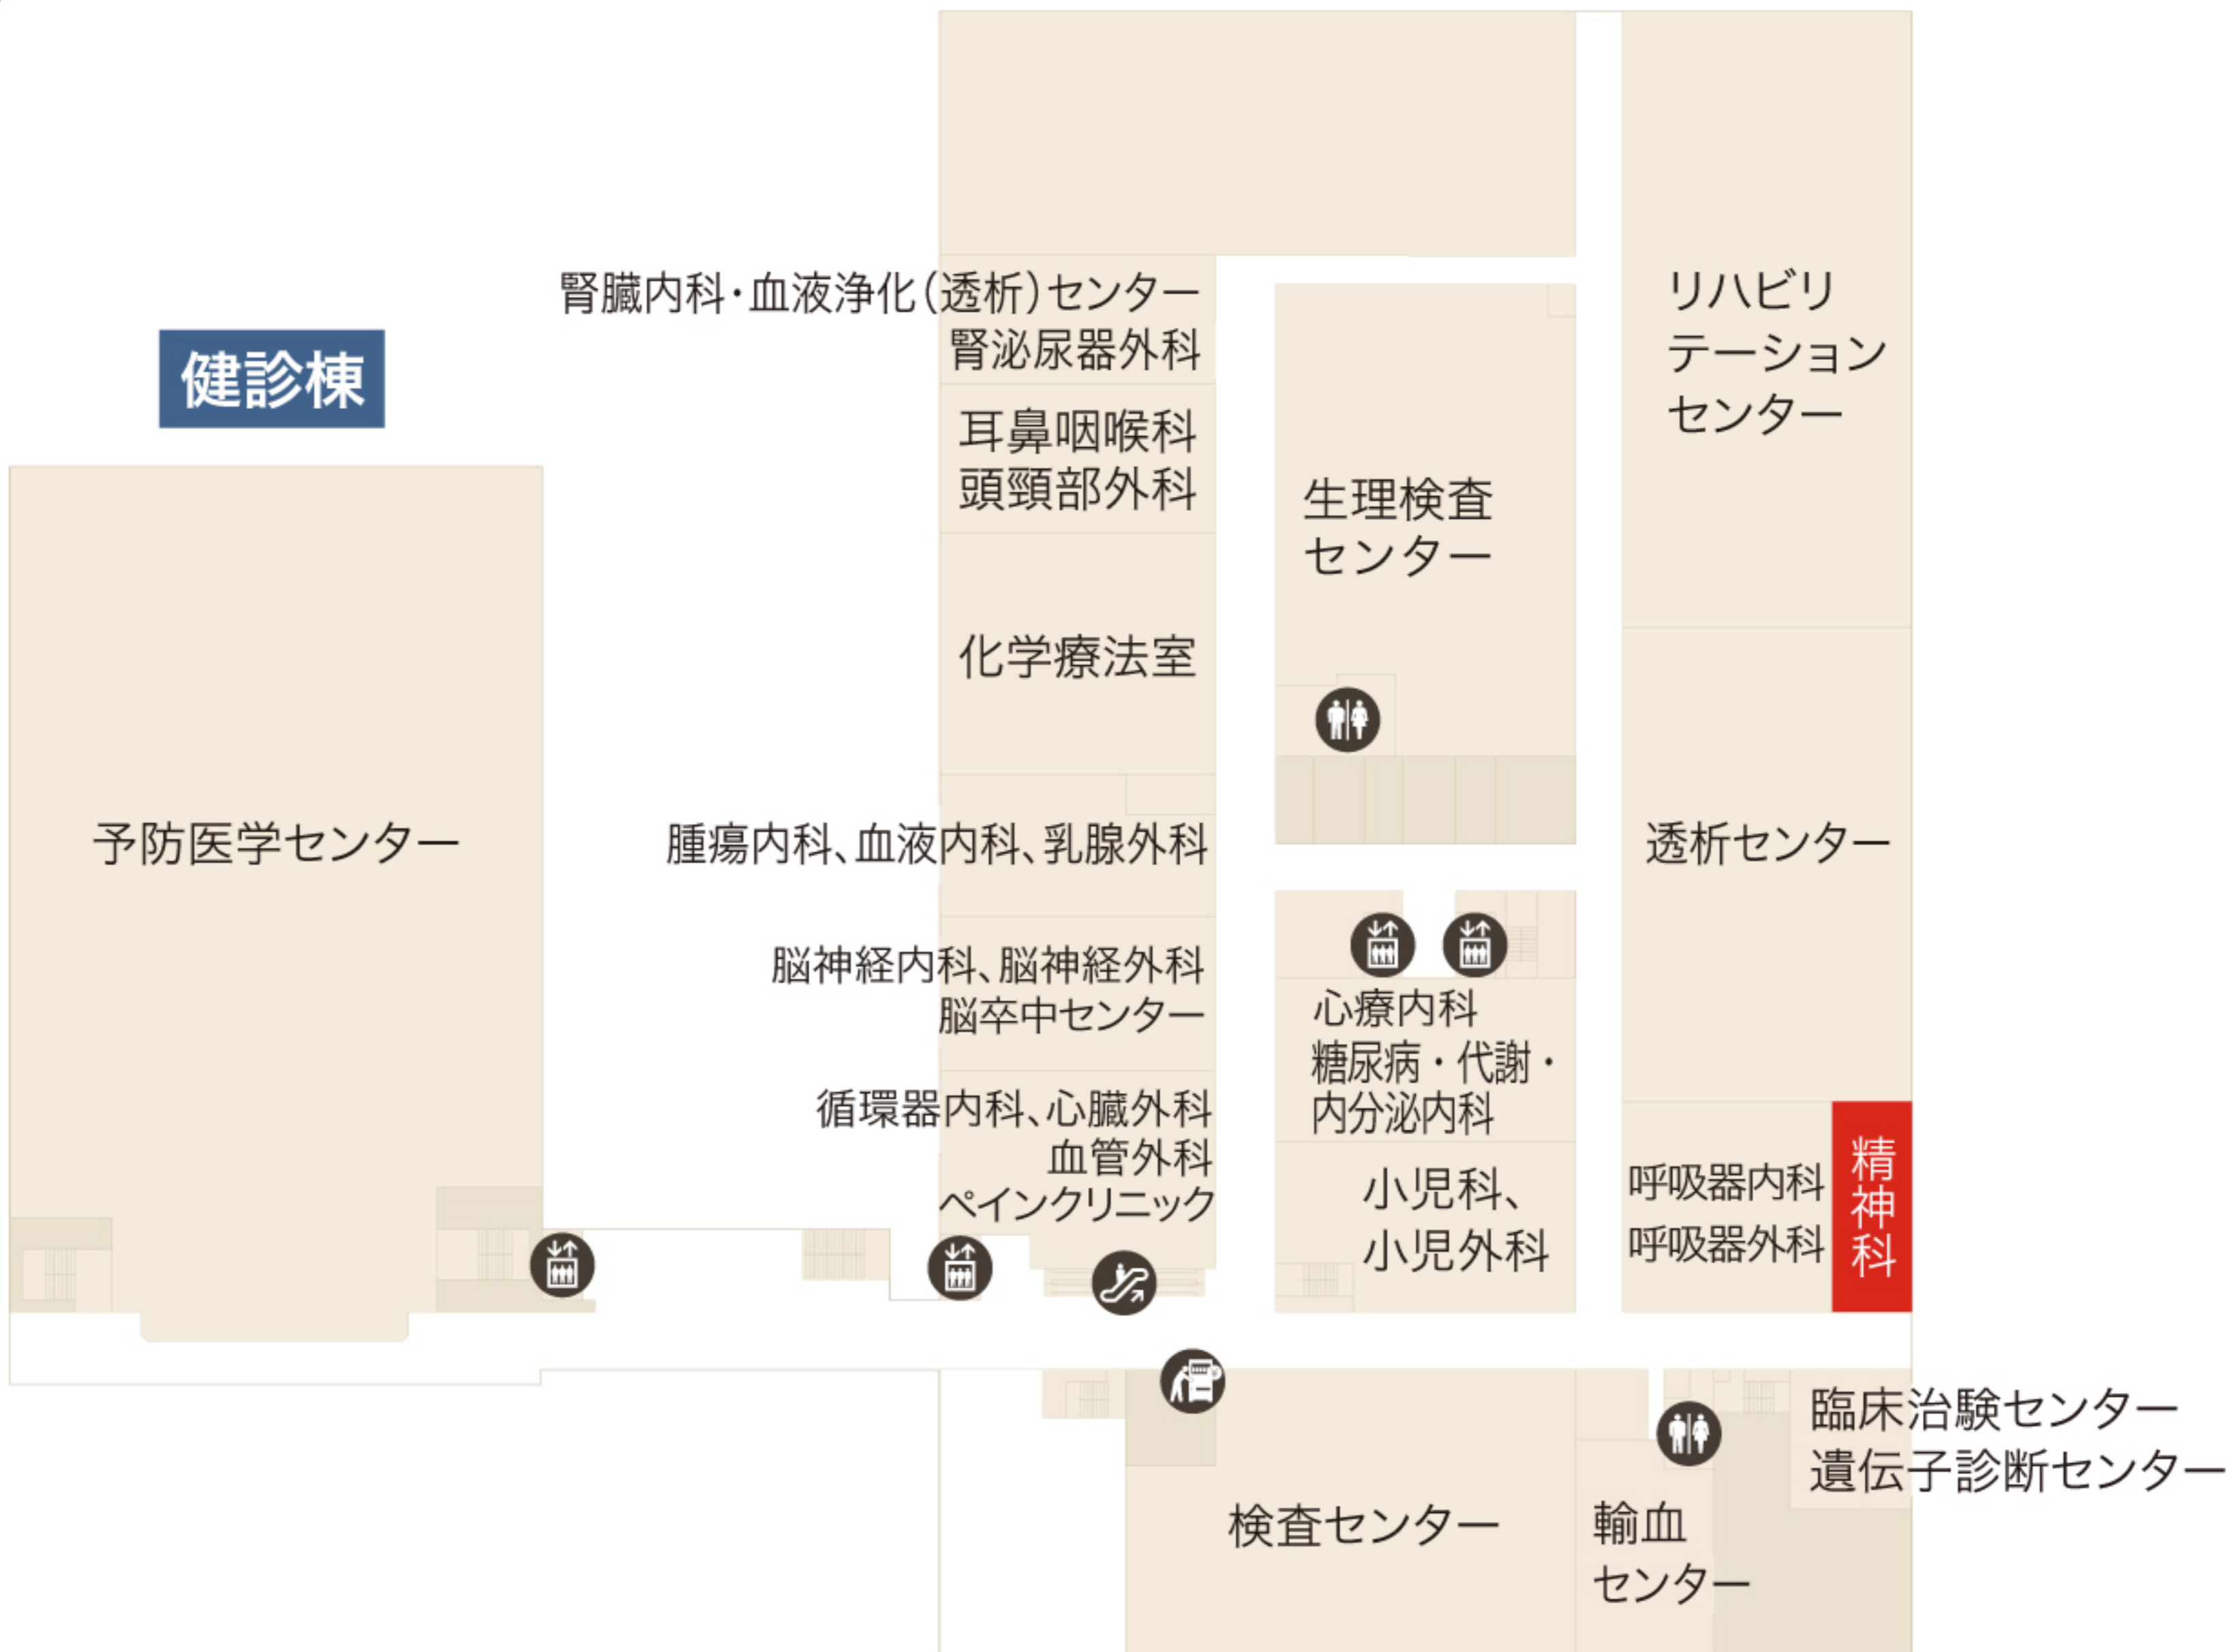 健診棟
予防医学センター
腎臓内科・血液浄化（透析）センター
腎泌尿器外科
耳鼻咽喉科
頭頸部外科
化学療法室
腫瘍内科、血液内科、乳腺外科
脳神経内科、脳神経外科
脳卒中センター
循環器内科、心臓外科
血管外科
ペインクリニック
生理検査
センター
心療内科
糖尿病・代謝・
内分泌内科
小児科、
小児外科
リハビリ
テーション
センター
透析センター
呼吸器内科
呼吸器外科
精神科
検査センター
輸血
センター
臨床治験センター
遺伝子診断センター